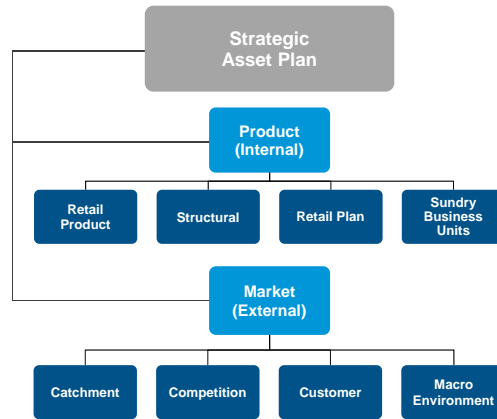 Strategic
Asset Plan
Product
(Internal)
Retail
Product
Structural
Retail Plan
Sundry
Business
Units
Market
(External)
Catchment
Competition
Customer
Macro
Environment